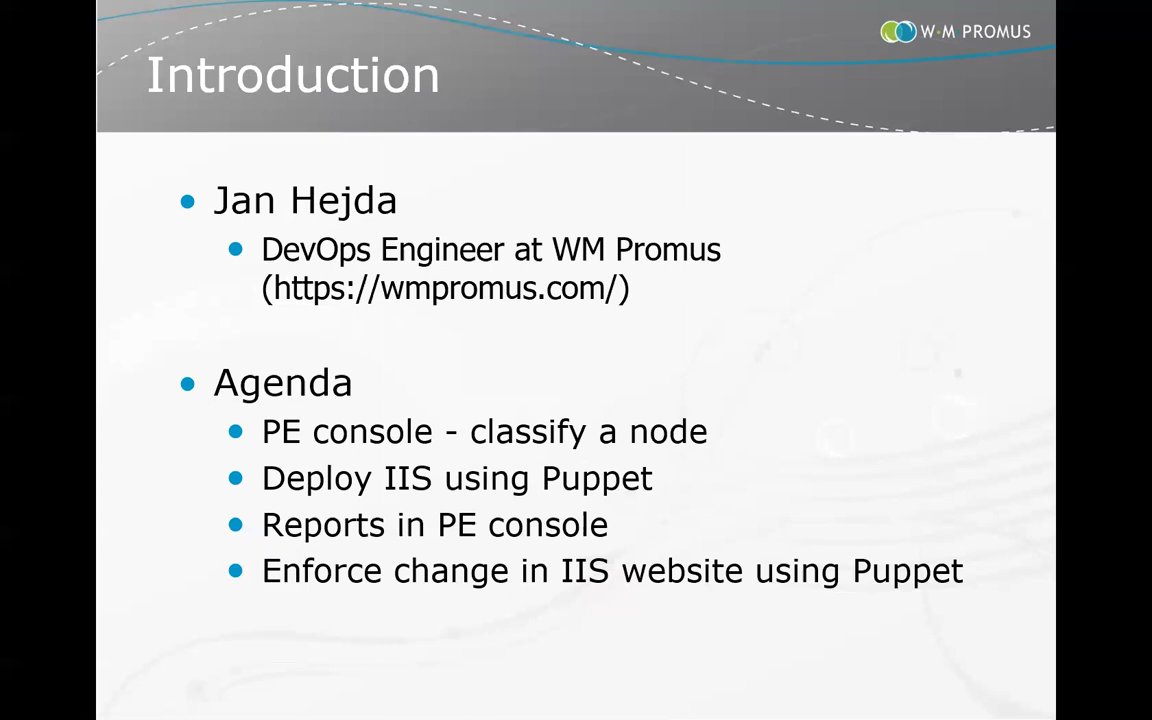 W·M·PROMUS
Introduction
Jan Hejda
DevOps Engineer at WM Promus
(https://wmpromus.com/)
Agenda
PE console - classify a node
Deploy IIS using Puppet
Reports in PE console
Enforce change in IIS website using Puppet